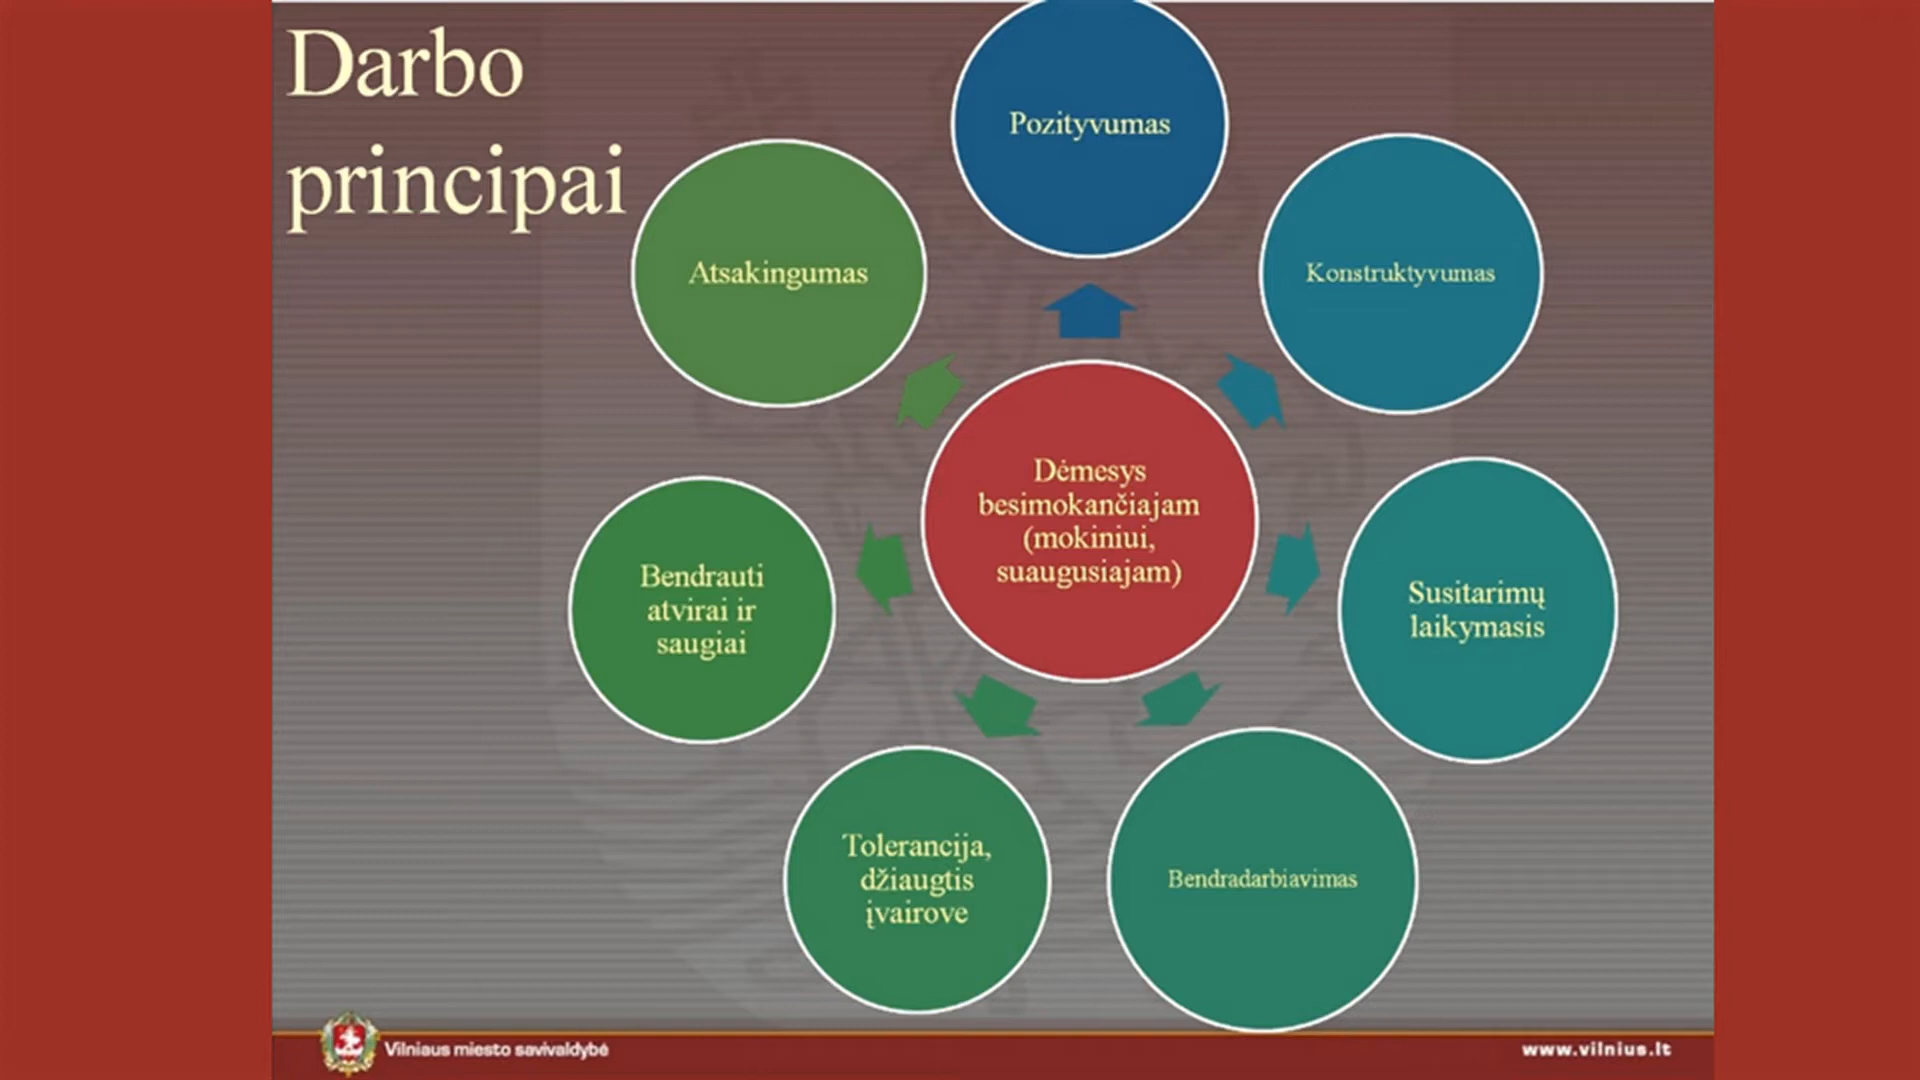 Darbo
principai
Pozityvumas
Konstruktyvumas
Susitarimų
laikymasis
Bendradarbiavimas
Tolerancija,
džiaugtis
įvairove
Bendrauti
atvirai ir
saugiai
Atsakingumas
Dėmesys
besimokančiajam
(mokiniui,
suaugusiajam)
Vilniaus miesto savivaldybė
www.vilnius.lt